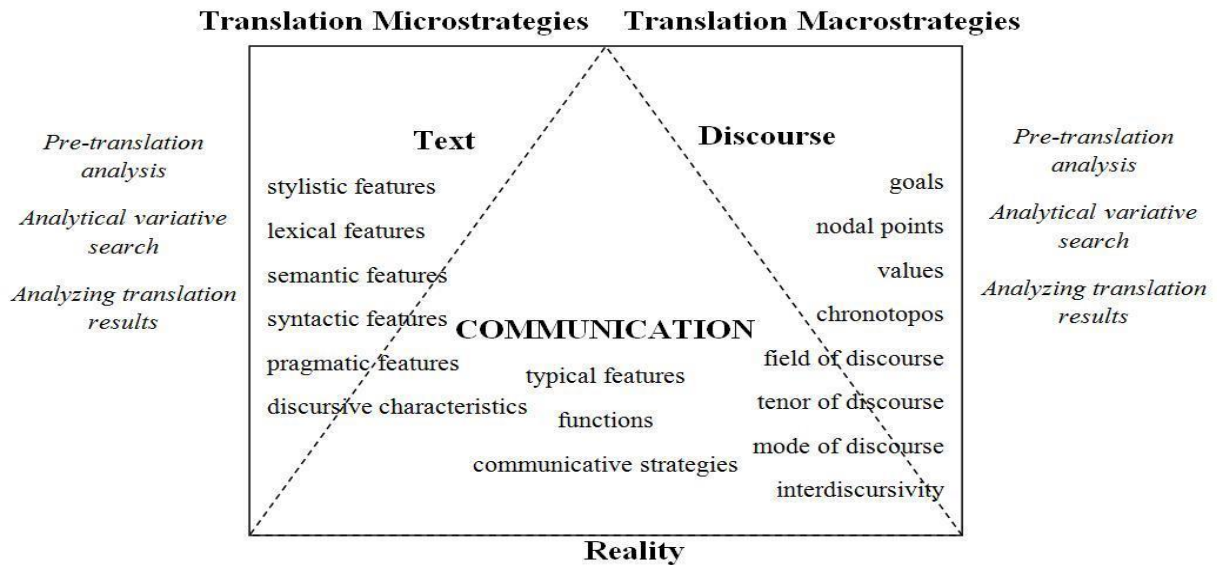 Translation Microstrategies
Translation Macrostrategies
Pre-translation
analysis
Analytical variative
search
Analyzing translation
results
Text
stylistic features
lexical features
semantic features
syntactic features
pragmatic features
discursive characteristics
COMMUNICATION
typical features
functions
communicative strategies
Discourse
goals
nodal points
values
chronotopos
field of discourse
tenor of discourse
mode of discourse
interdiscursivity
Pre-translation
analysis
Analytical variative
search
Analyzing translation
results
Reality